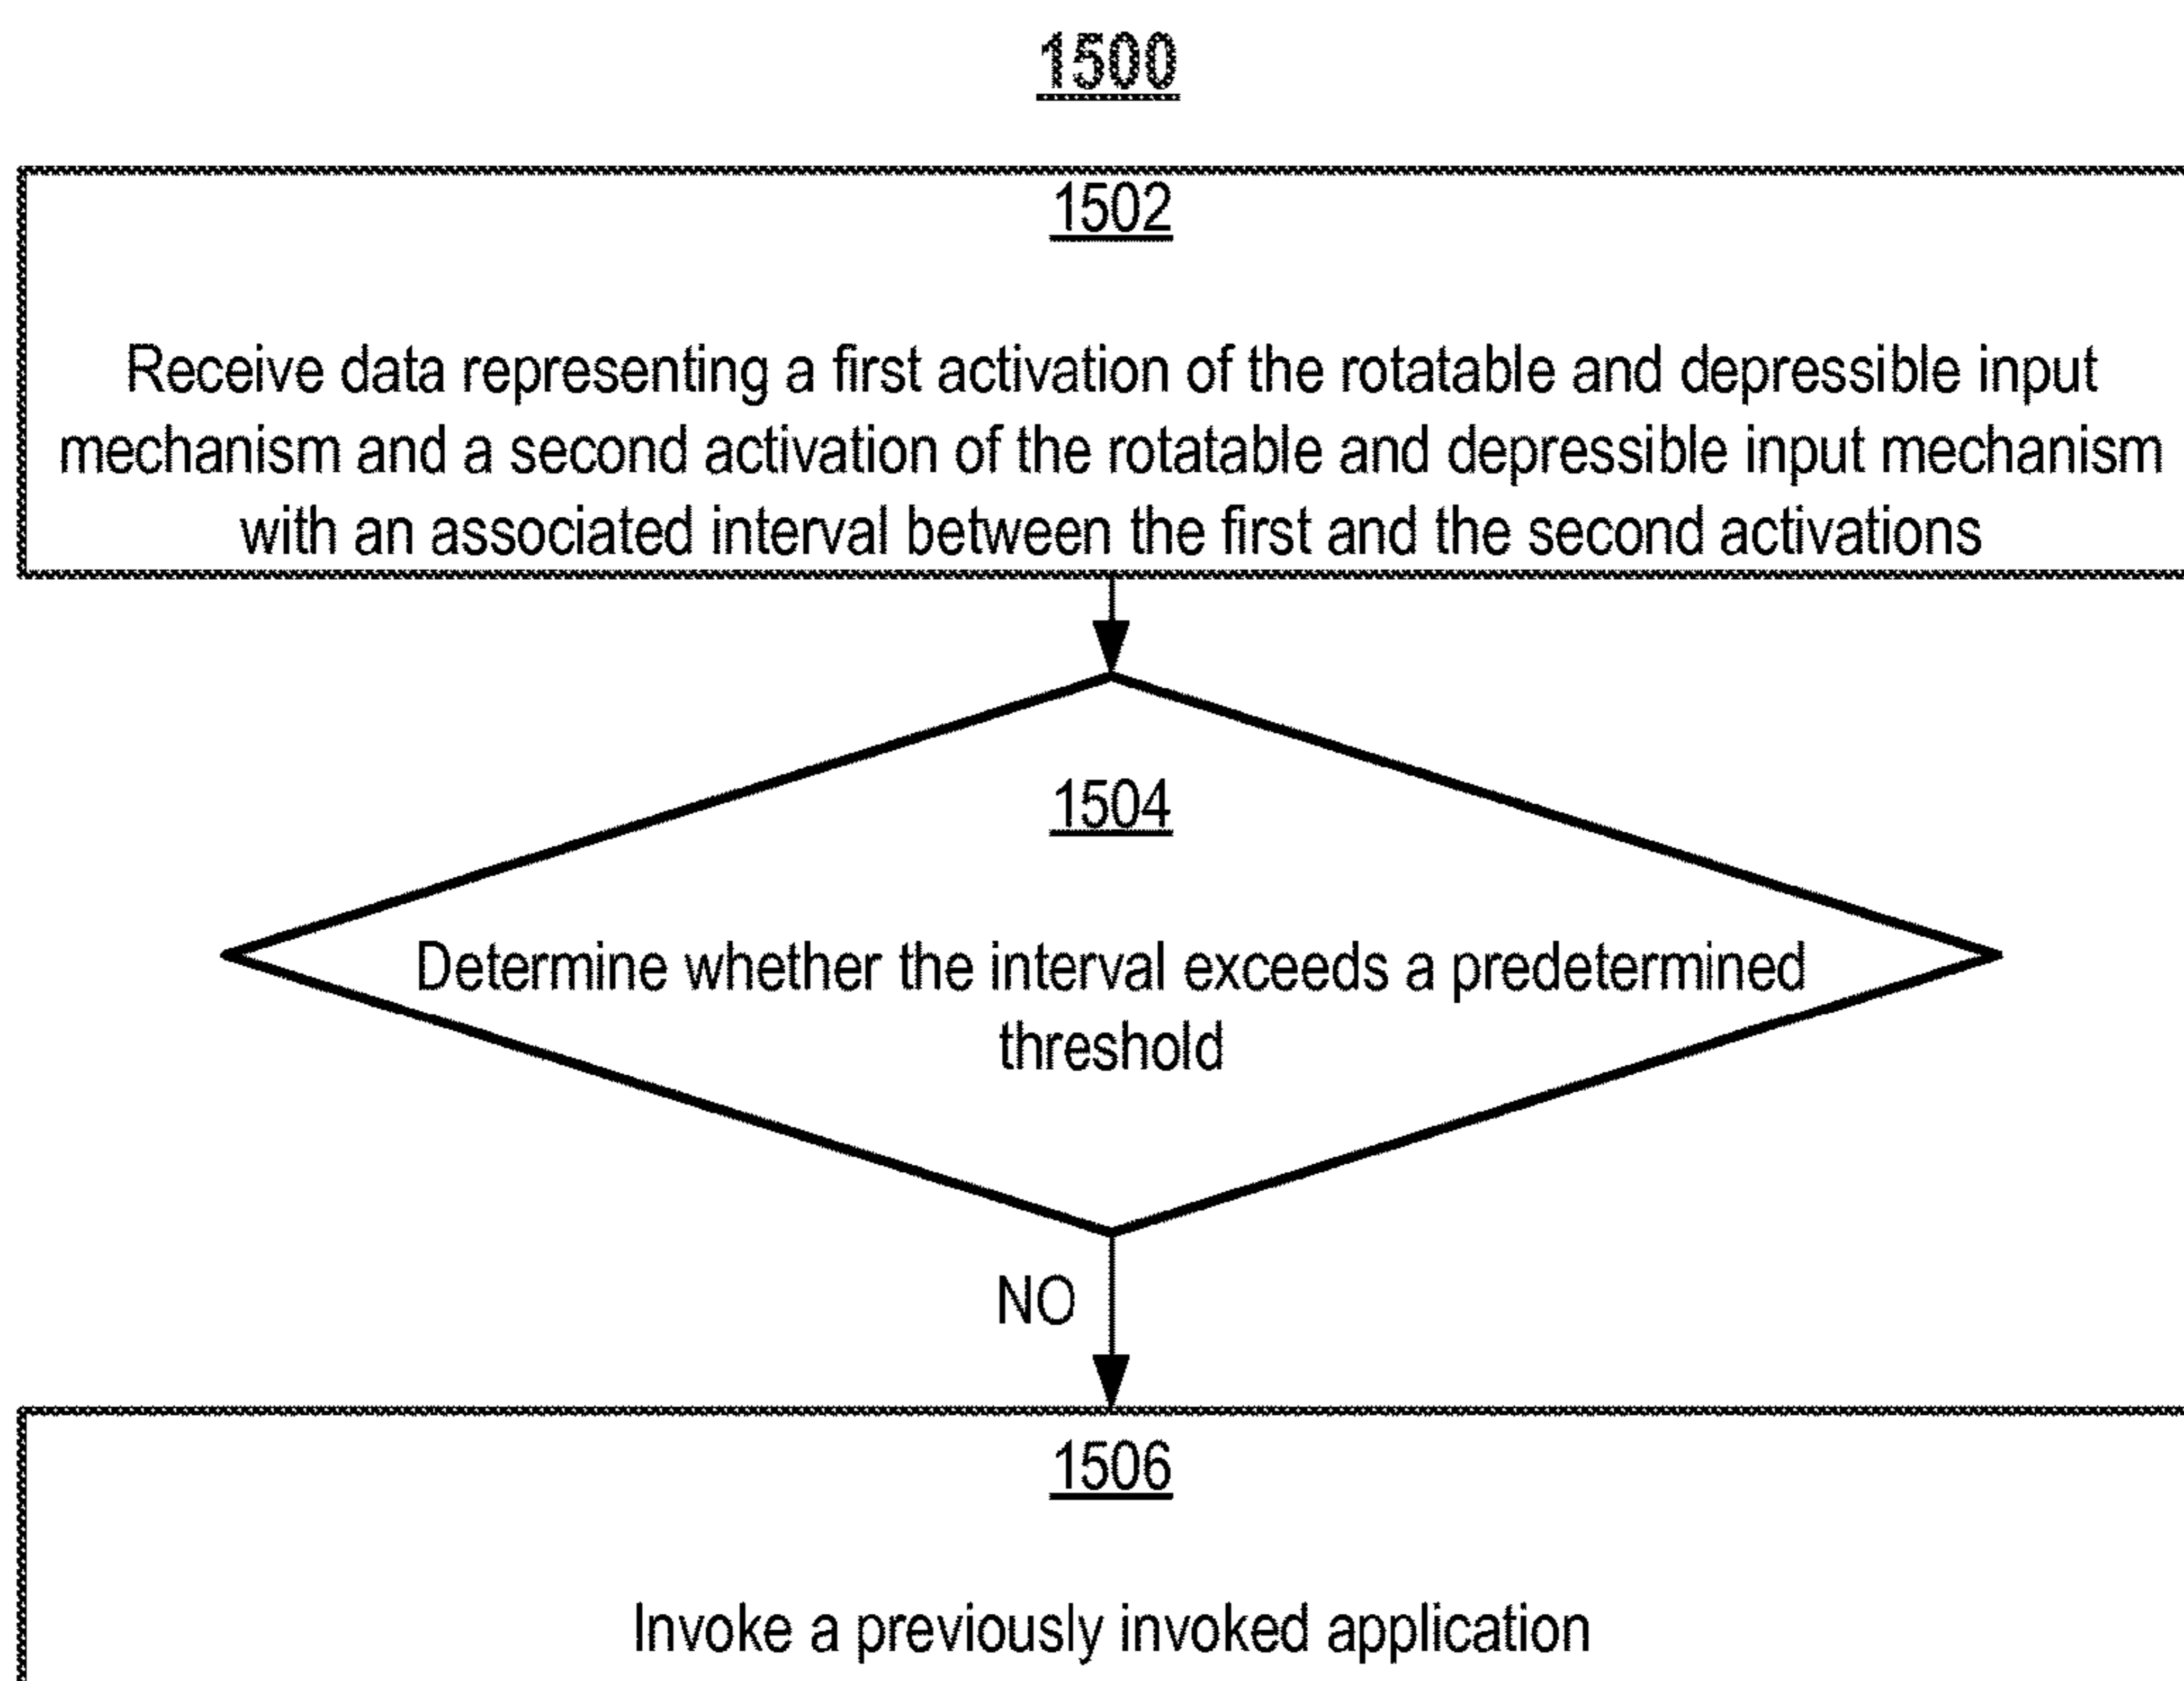 1500
1502
Receive data representing a first activation of the rotatable and depressible input
mechanism and a second activation of the rotatable and depressible input mechanism
with an associated interval between the first and the second activations
1504
Determine whether the interval exceeds a predetermined
threshold
NO
1506
Invoke a previously invoked application